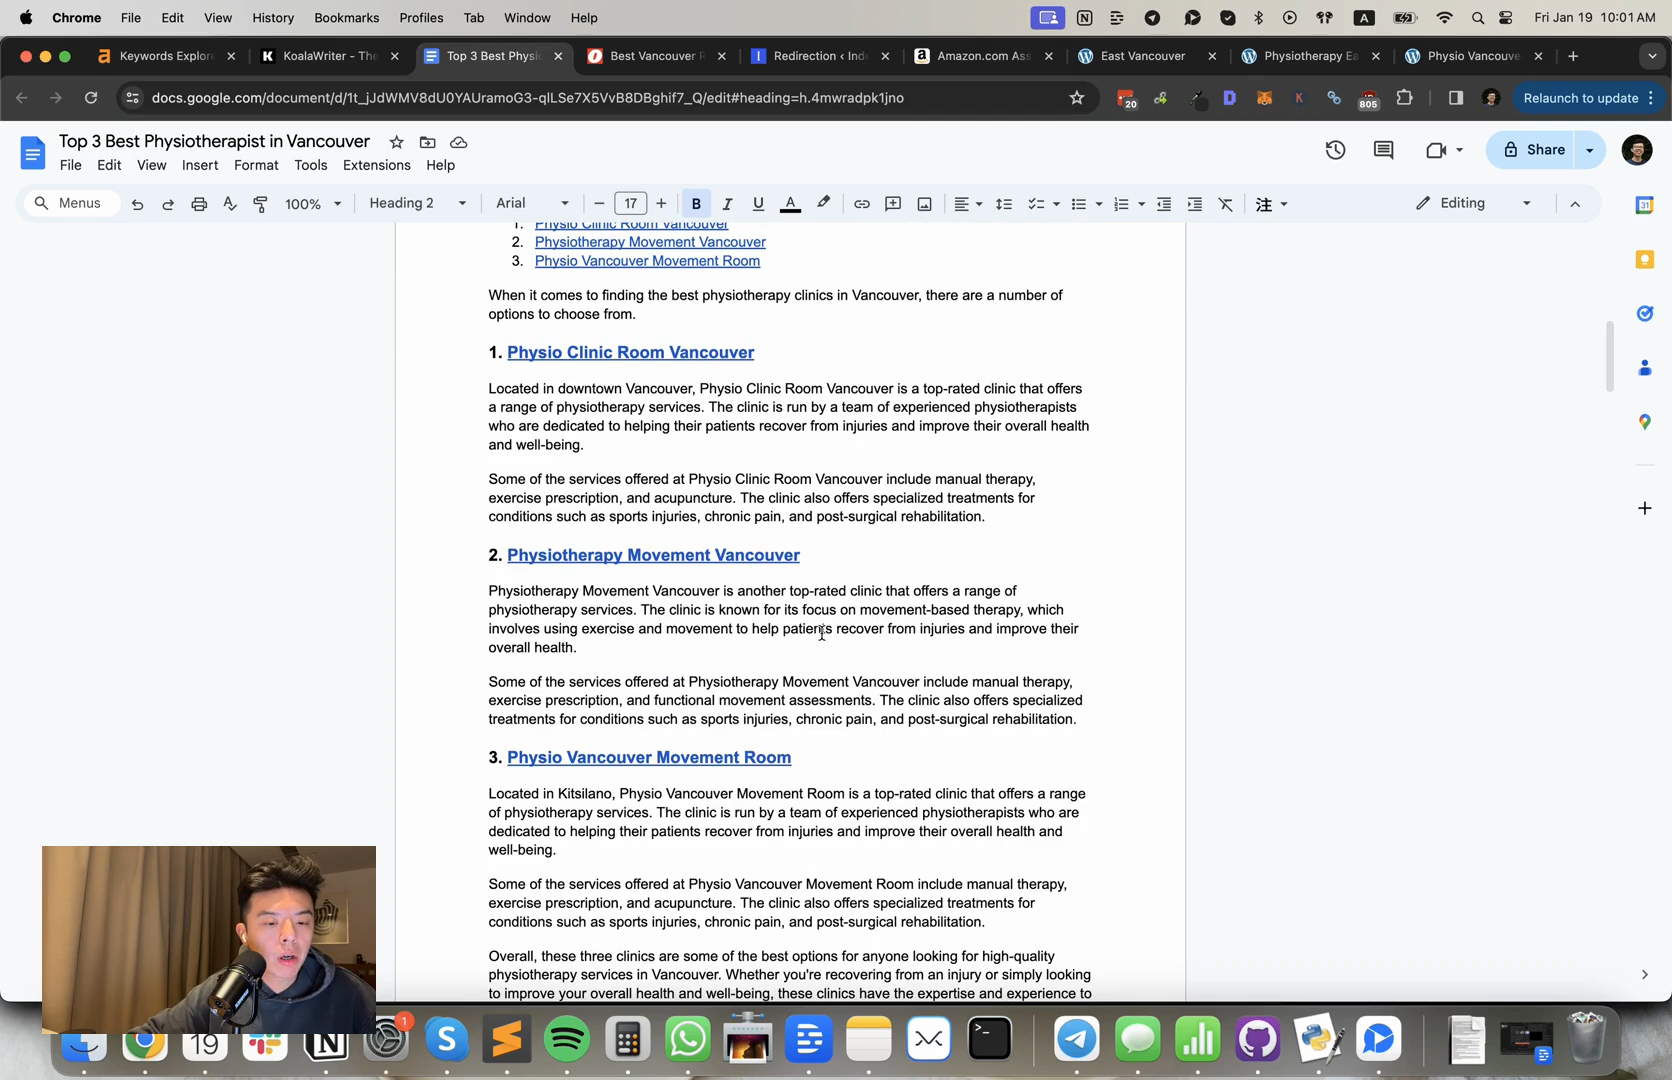 Chrome File Edit View History Bookmarks Profiles Tab Window Help A Fri Jan 19 10:01 AM
Keywords Explore KoalaWriter - The Top 3 Best Physi Best Vancouver Redirection ‹ Ind Amazon.com Ass East Vancouver Physiotherapy Ea Physio Vancouve
docs.google.com/document/d/1t_jJdWMV8dU0YAUramoG3-qlLSe7X5VvB8DBghif7_Q/edit#heading=h.4mwradpk1jno 20 805 Relaunch to update
Top 3 Best Physiotherapist in Vancouver
File Edit View Insert Format Tools Extensions Help
Share
Menus 100% Heading 2 Arial 17 B I U A 注 Editing
1. Physio Clinic Room Vancouver
2. Physiotherapy Movement Vancouver
3. Physio Vancouver Movement Room
When it comes to finding the best physiotherapy clinics in Vancouver, there are a number of
options to choose from.
1. Physio Clinic Room Vancouver
Located in downtown Vancouver, Physio Clinic Room Vancouver is a top-rated clinic that offers
a range of physiotherapy services. The clinic is run by a team of experienced physiotherapists
who are dedicated to helping their patients recover from injuries and improve their overall health
and well-being.
Some of the services offered at Physio Clinic Room Vancouver include manual therapy,
exercise prescription, and acupuncture. The clinic also offers specialized treatments for
conditions such as sports injuries, chronic pain, and post-surgical rehabilitation.
2. Physiotherapy Movement Vancouver
Physiotherapy Movement Vancouver is another top-rated clinic that offers a range of
physiotherapy services. The clinic is known for its focus on movement-based therapy, which
involves using exercise and movement to help patients recover from injuries and improve their
overall health.
Some of the services offered at Physiotherapy Movement Vancouver include manual therapy,
exercise prescription, and functional movement assessments. The clinic also offers specialized
treatments for conditions such as sports injuries, chronic pain, and post-surgical rehabilitation.
3. Physio Vancouver Movement Room
Located in Kitsilano, Physio Vancouver Movement Room is a top-rated clinic that offers a range
of physiotherapy services. The clinic is run by a team of experienced physiotherapists who are
dedicated to helping their patients recover from injuries and improve their overall health and
well-being.
Some of the services offered at Physio Vancouver Movement Room include manual therapy,
exercise prescription, and acupuncture. The clinic also offers specialized treatments for
conditions such as sports injuries, chronic pain, and post-surgical rehabilitation.
Overall, these three clinics are some of the best options for anyone looking for high-quality
physiotherapy services in Vancouver. Whether you're recovering from an injury or simply looking
to improve your overall health and well-being, these clinics have the expertise and experience to
19
1